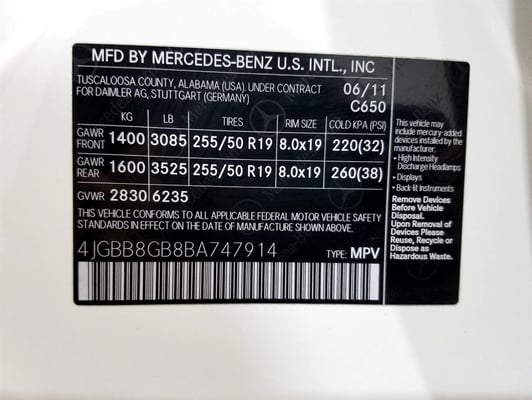 MFD BY MERCEDES-BENZ U.S. INTL., INC
TUSCALOOSA COUNTY, ALABAMA (USA). UNDER CONTRACT
FOR DAIMLER AG, STUTTGART (GERMANY)
06/11
C650
KG LB TIRES RIM SIZE COLD KPA (PSI)
GAWR FRONT 1400 3085 255/50 R19 8.0x19 220(32)
GAWR REAR 1600 3525 255/50 R19 8.0x19 260(38)
GVWR 2830 6235
THIS VEHICLE CONFORMS TO ALL APPLICABLE FEDERAL MOTOR VEHICLE SAFETY
STANDARDS IN EFFECT ON THE DATE OF MANUFACTURE SHOWN ABOVE
4JGBB8GB8BA747914
TYPE: MPV
This vehicle may
include mercury-added
devices installed by
the manufacturer:
• High Intensity
Discharge Headlamps
• Displays
• Back-lit Instruments
Remove Devices
Before Vehicle
Disposal.
Upon Removal of
Devices Please
Reuse, Recycle or
Dispose as
Hazardous Waste.